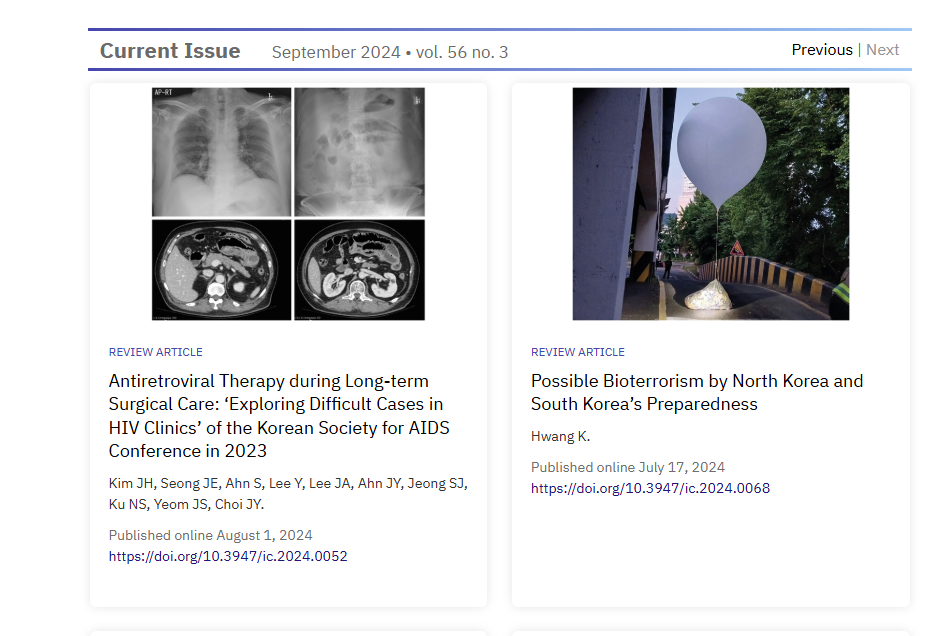 Current Issue September 2024 • vol. 56 no. 3 Previous | Next
AP-RT
REVIEW ARTICLE
Antiretroviral Therapy during Long-term
Surgical Care: ‘Exploring Difficult Cases in
HIV Clinics’ of the Korean Society for AIDS
Conference in 2023
Kim JH, Seong JE, Ahn S, Lee Y, Lee JA, Ahn JY, Jeong SJ,
Ku NS, Yeom JS, Choi JY.
Published online August 1, 2024
https://doi.org/10.3947/ic.2024.0052
REVIEW ARTICLE
Possible Bioterrorism by North Korea and
South Korea’s Preparedness
Hwang K.
Published online July 17, 2024
https://doi.org/10.3947/ic.2024.0068